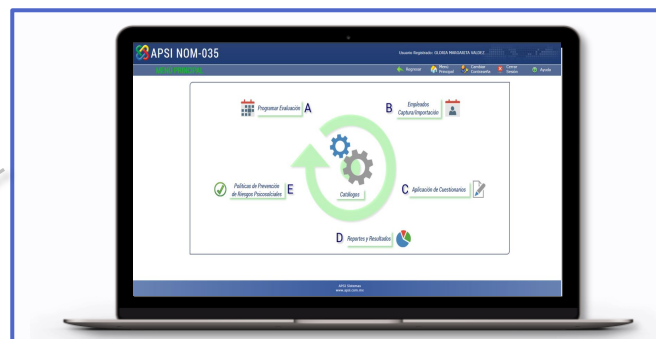 APSI NOM-035
Usuario Registrado: GLORIA MARGARITA VALDEZ
MENU PRINCIPAL
Regresar
Menú
Principal
Cambiar
Contraseña
Cerrar
Sesión
Ayuda
Programar Evaluación A
B Empleados
Captura/Importación
Políticas de Prevención
de Riesgos Psicosociales E
Catálogos
C Aplicación de Cuestionarios
D Reportes y Resultados
APSI Sistemas
www.apsi.com.mx